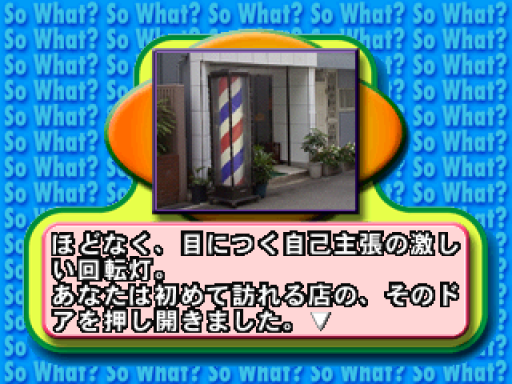 So What? So What? So What? So What? So What?
ほどなく、目につく自己主張の激し
い回転灯。
あなたは初めて訪れる店の、そのド
アを押し開きました。▼